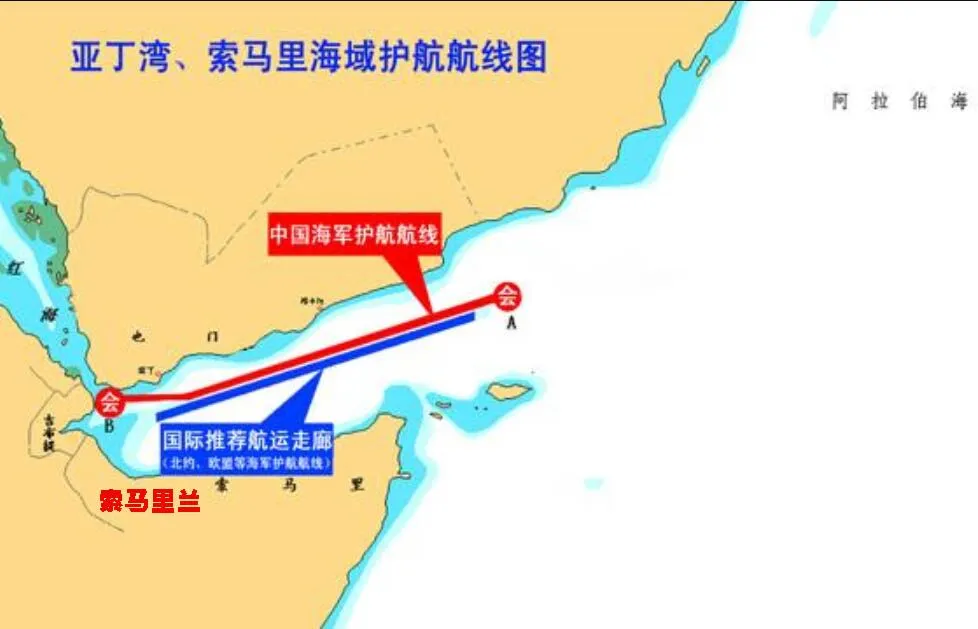 亚丁湾、索马里海域护航航线图
阿拉伯海
中国海军护航航线
红海
会
A
也门
亚丁
会
B
吉布提
国际推荐航运走廊
(北约、欧盟等海军护航航线)
索马里
索马里兰